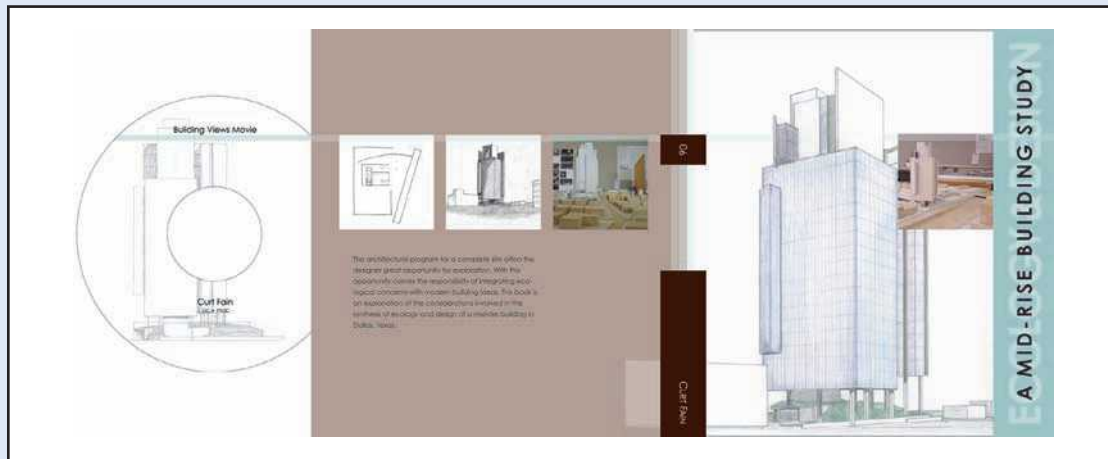 Building Views Movie
Curt Fain
The architectural program for a complete site offers the
designer great opportunity for exploration. With this
opportunity comes the responsibility of integrating eco-
logical concerns with modern building ideas. This book is
an exploration of the considerations involved in the
synthesis of ecology and design of a mid-rise building in
Dallas, Texas.
06
CURT FAIN
A MID-RISE BUILDING STUDY
ECOLOGY